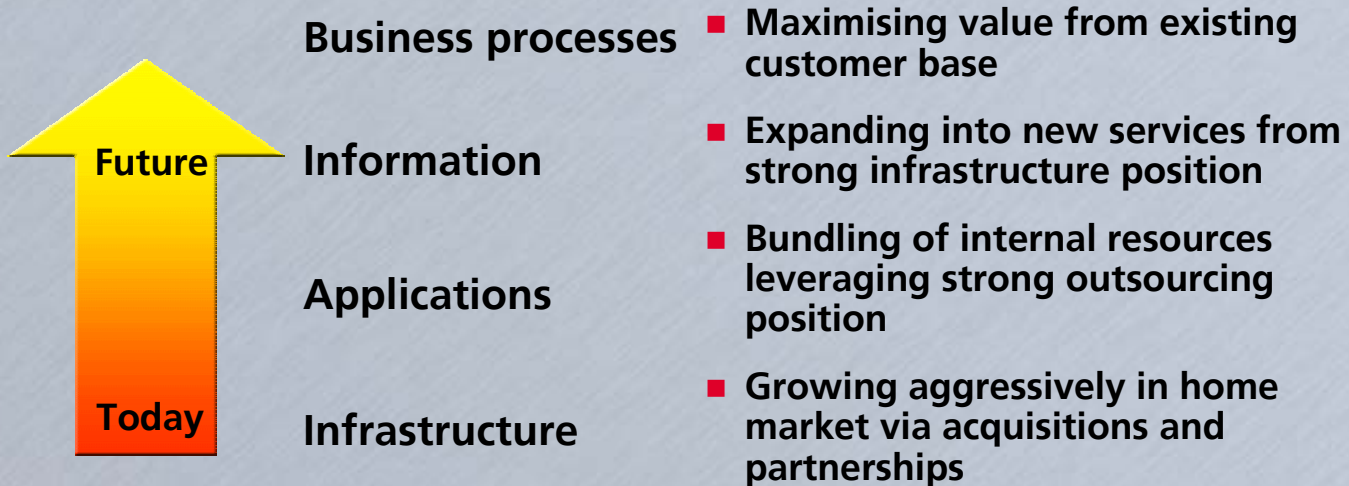 Business processes
Maximising value from existing
customer base
Future
Information
Expanding into new services from
strong infrastructure position
Applications
Bundling of internal resources
leveraging strong outsourcing
position
Today
Infrastructure
Growing aggressively in home
market via acquisitions and
partnerships